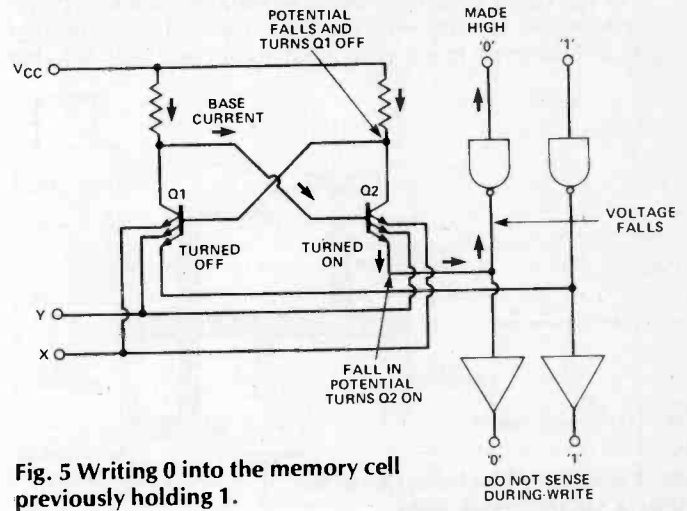 POTENTIAL
FALLS AND
TURNS Q1 OFF
MADE
HIGH
'0'
'1'
VCC
BASE
CURRENT
Q1
Q2
TURNED
OFF
TURNED
ON
VOLTAGE
FALLS
Y
X
FALL IN
POTENTIAL
TURNS Q2 ON
'0'
'1'
DO NOT SENSE
DURING-WRITE
Fig. 5 Writing 0 into the memory cell
previously holding 1.